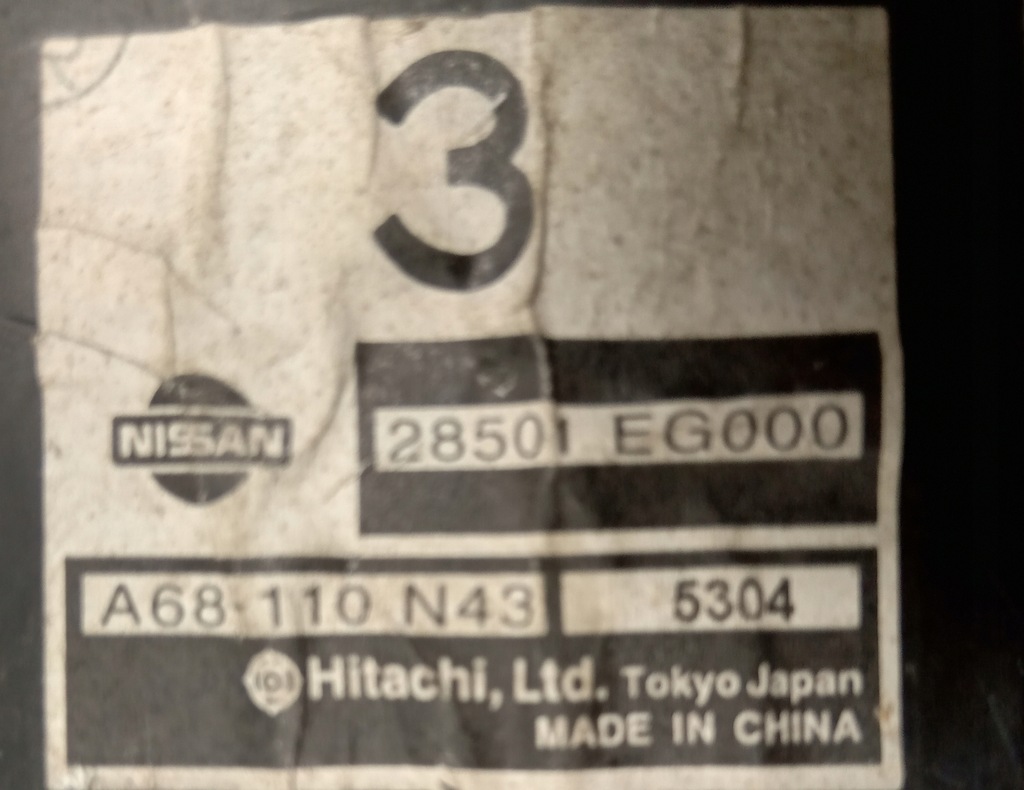 3
NISSAN
28501 EG000
A68-110 N43 5304
Hitachi, Ltd. Tokyo Japan
MADE IN CHINA